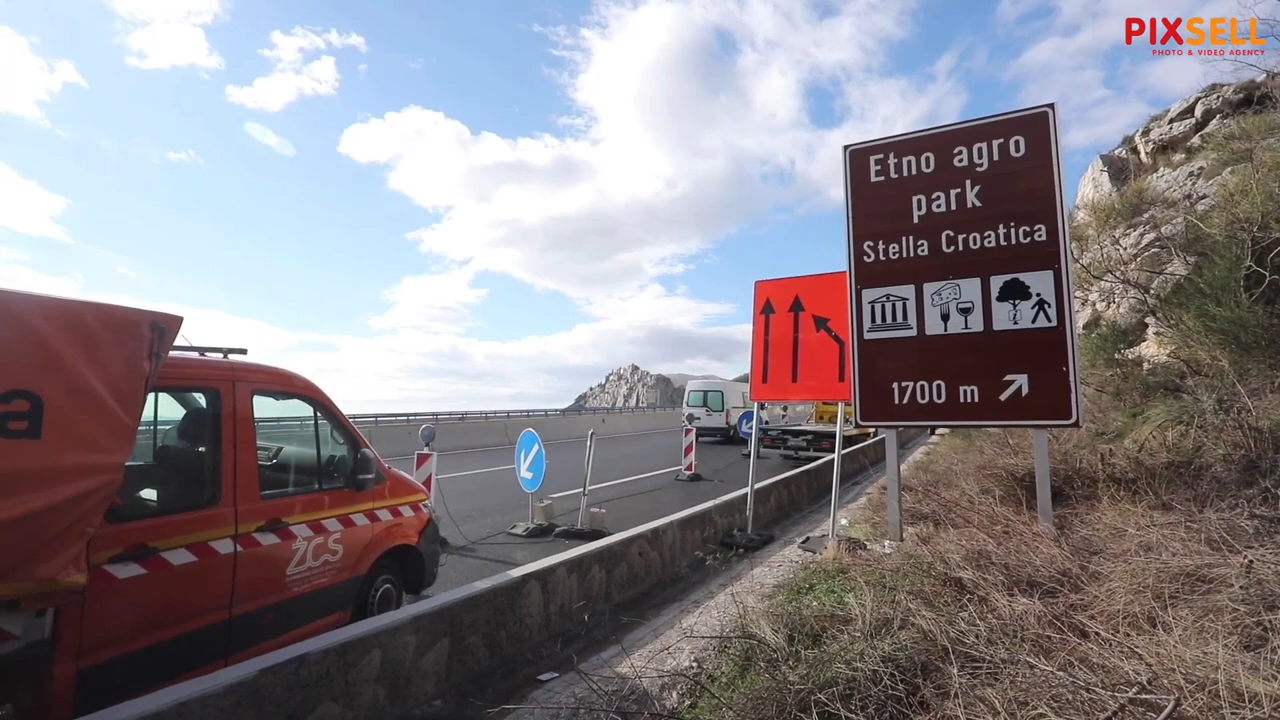 PIXSELL
PHOTO & VIDEO AGENCY
Etno agro
park
Stella Croatica
1700 m
a
ŽCS